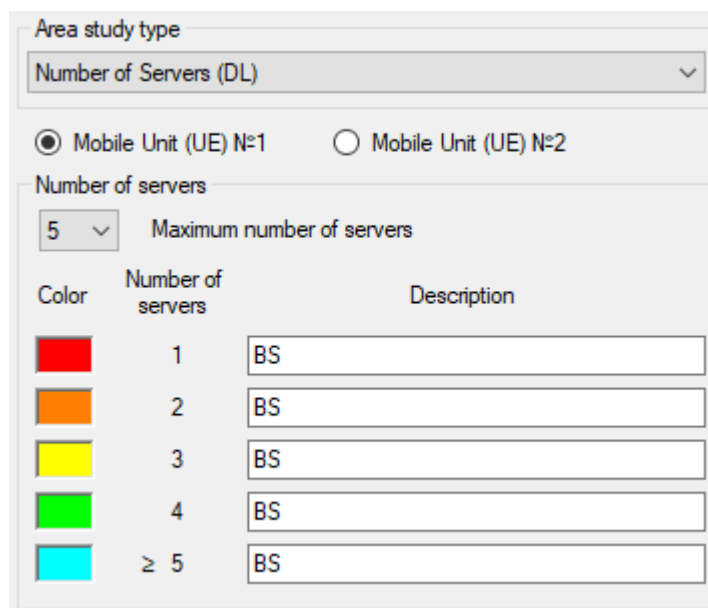 Area study type
Number of Servers (DL)
Mobile Unit (UE) №1 Mobile Unit (UE) №2
Number of servers
5 Maximum number of servers
Color Number of servers Description
1 BS
2 BS
3 BS
4 BS
≥ 5 BS